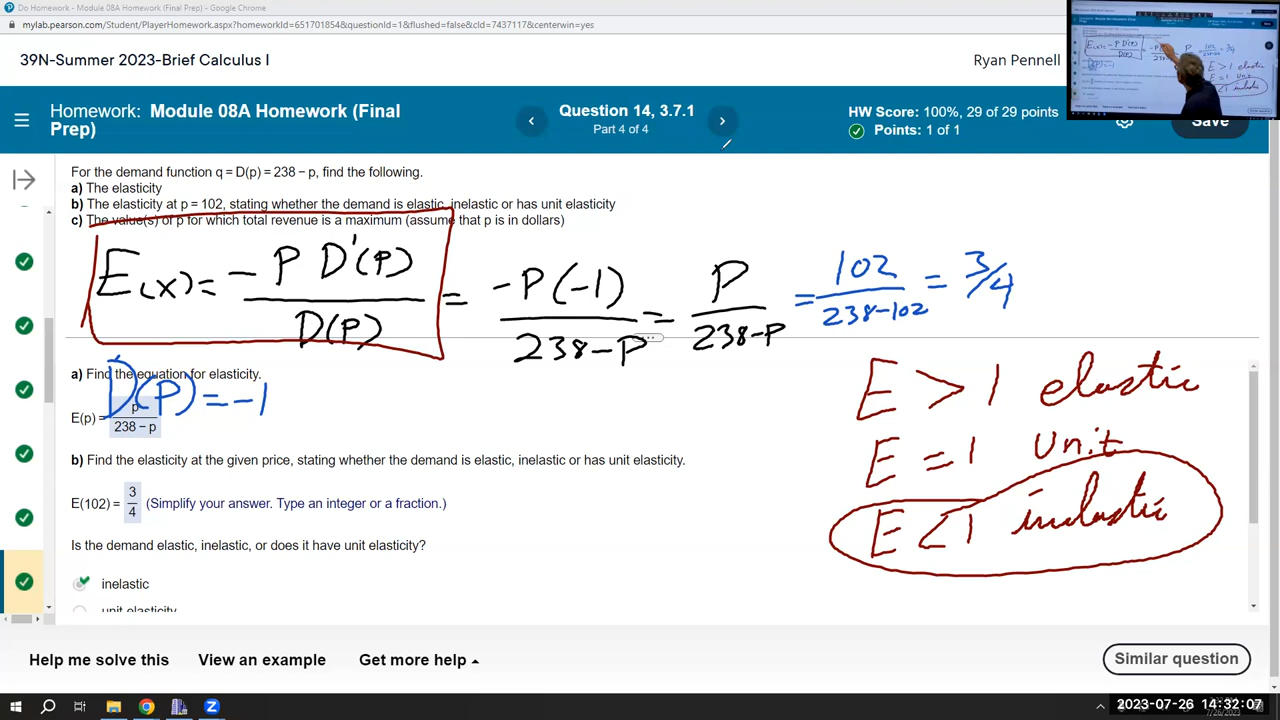 Do Homework - Module 08A Homework (Final Prep) - Google Chrome
mylab.pearson.com/Student/PlayerHomework.aspx?homeworkId=651701854&questionId=1&flushed=false&cId=7437117&
win=yes
39N-Summer 2023-Brief Calculus I
Ryan Pennell
Homework: Module 08A Homework (Final Prep)
Question 14, 3.7.1
Part 4 of 4
HW Score: 100%, 29 of 29 points
Points: 1 of 1
Save
For the demand function q = D(p) = 238 − p, find the following.
a) The elasticity
b) The elasticity at p = 102, stating whether the demand is elastic, inelastic or has unit elasticity
c) The value(s) of p for which total revenue is a maximum (assume that p is in dollars)
E(x) = − P D'(P) / D(P) = −P(−1) / 238−P = P / 238−P = 102 / 238−102 = 3/4
a) Find the equation for elasticity.
D(P) = −1
E(p) = p / 238 − p
E > 1 elastic
E = 1 Unit
E < 1 inelastic
b) Find the elasticity at the given price, stating whether the demand is elastic, inelastic or has unit elasticity.
E(102) = 3/4 (Simplify your answer. Type an integer or a fraction.)
Is the demand elastic, inelastic, or does it have unit elasticity?
inelastic
unit elasticity
Help me solve this
View an example
Get more help
Similar question
2023-07-26 14:32:07